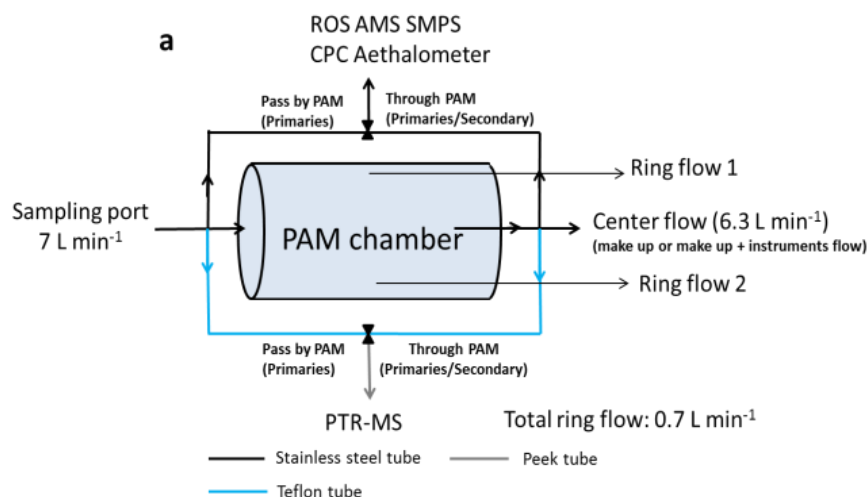 a
ROS AMS SMPS
CPC Aethalometer
Pass by PAM
(Primaries)
Through PAM
(Primaries/Secondary)
Ring flow 1
Sampling port
7 L min⁻¹
PAM chamber
Center flow (6.3 L min⁻¹)
(make up or make up + instruments flow)
Ring flow 2
Pass by PAM
(Primaries)
Through PAM
(Primaries/Secondary)
PTR-MS
Total ring flow: 0.7 L min⁻¹
Stainless steel tube
Peek tube
Teflon tube